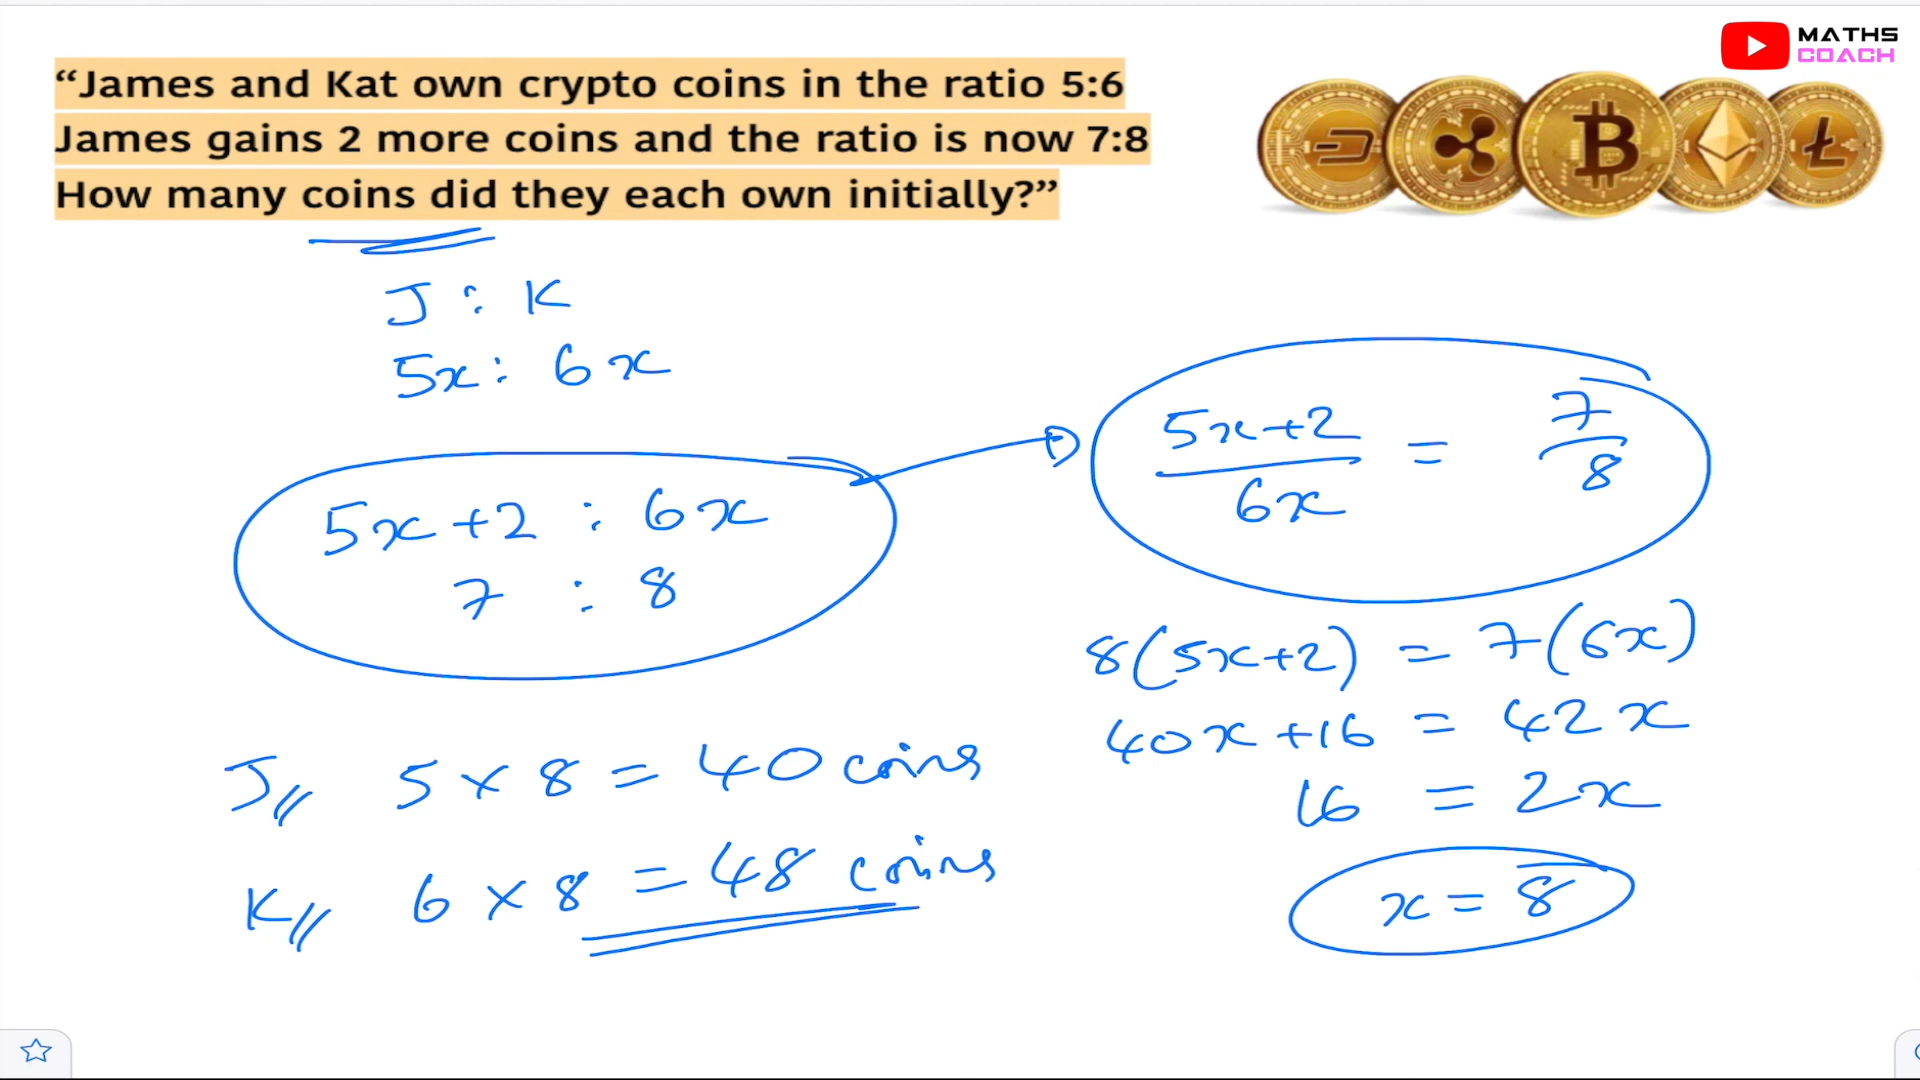 MATHS
COACH
“James and Kat own crypto coins in the ratio 5:6
James gains 2 more coins and the ratio is now 7:8
How many coins did they each own initially?”
J : K
5x : 6x
5x+2 : 6x
7 : 8
5x+2 / 6x = 7 / 8
8(5x+2) = 7(6x)
40x+16 = 42x
16 = 2x
x = 8
J// 5 × 8 = 40 coins
K// 6 × 8 = 48 coins